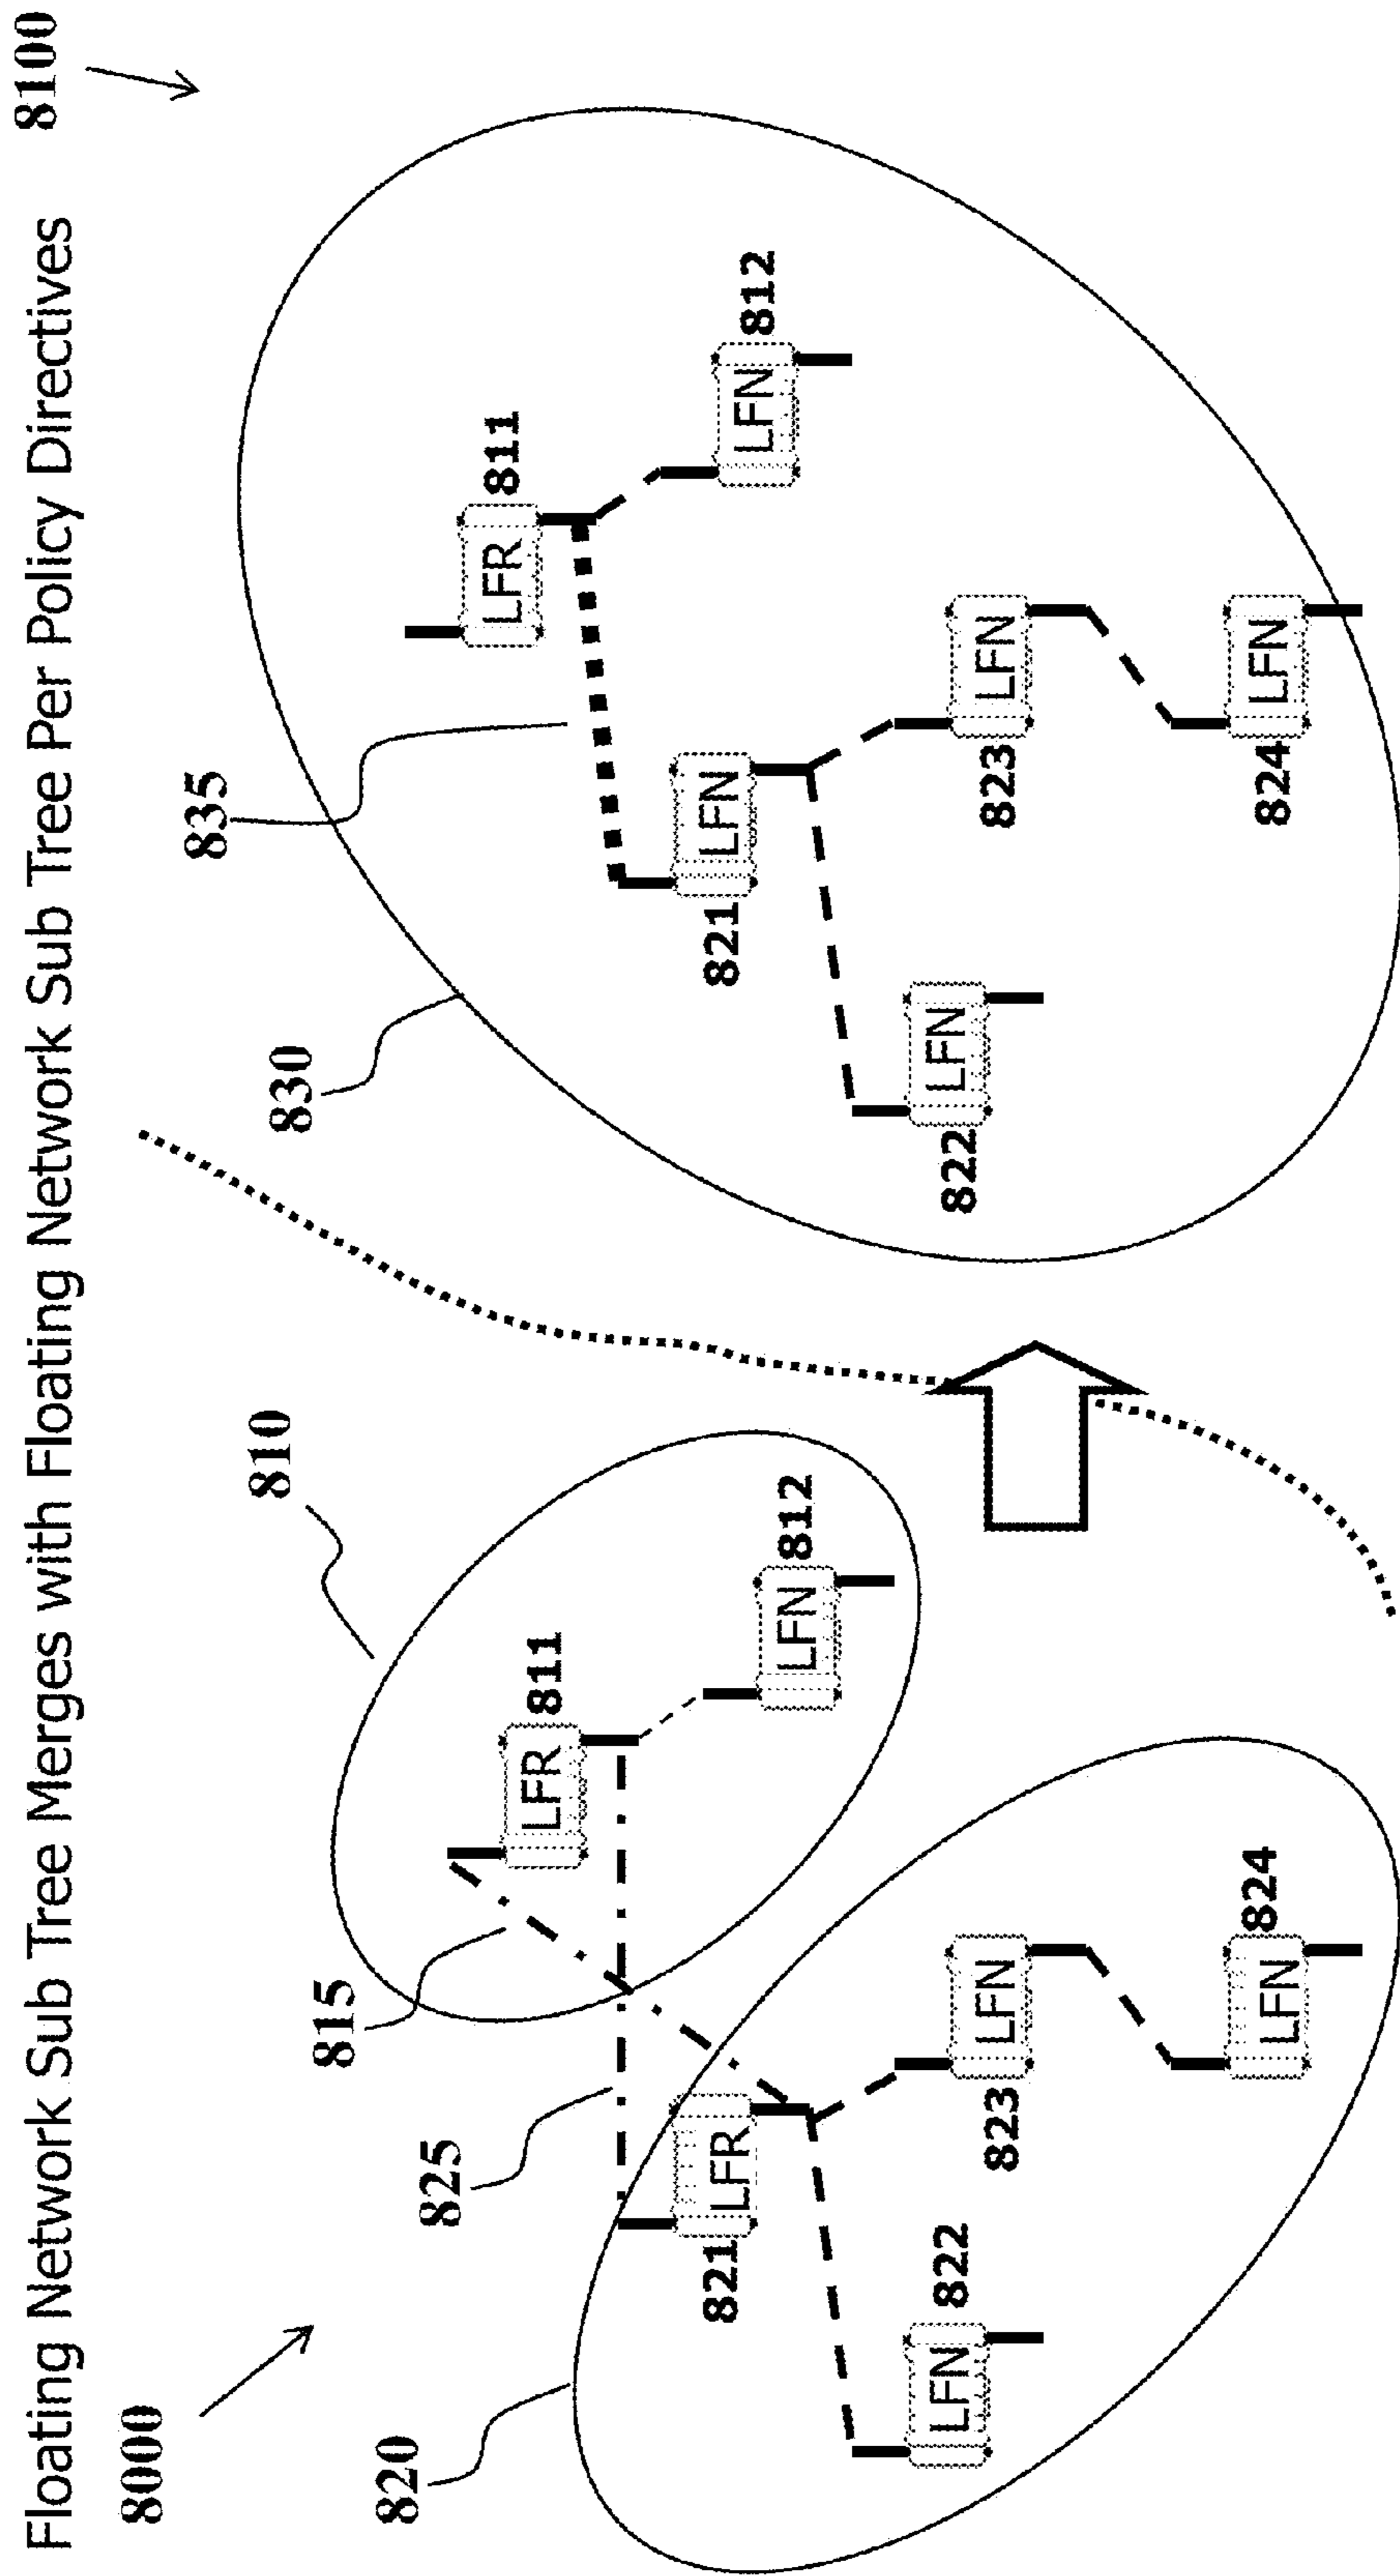 Floating Network Sub Tree Merges with Floating Network Sub Tree Per Policy Directives
8000
8100
810
815
825
820
LFR
811
LFN
812
LFR
821
LFN
822
LFN
823
LFN
824
830
835
LFR
811
LFN
812
LFN
821
LFN
822
LFN
823
LFN
824